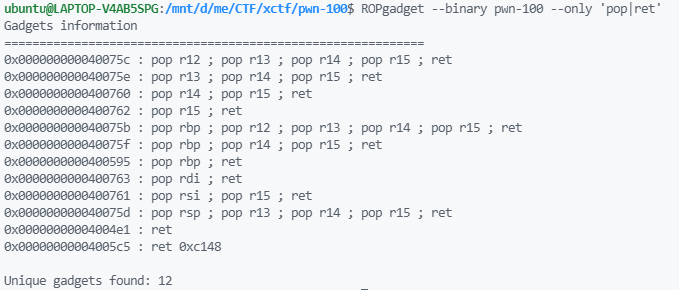 ubuntu@LAPTOP-V4AB5SPG:/mnt/d/me/CTF/xctf/pwn-100$ ROPgadget --binary pwn-100 --only 'pop|ret'
Gadgets information
============================================================
0x000000000040075c : pop r12 ; pop r13 ; pop r14 ; pop r15 ; ret
0x000000000040075e : pop r13 ; pop r14 ; pop r15 ; ret
0x0000000000400760 : pop r14 ; pop r15 ; ret
0x0000000000400762 : pop r15 ; ret
0x000000000040075b : pop rbp ; pop r12 ; pop r13 ; pop r14 ; pop r15 ; ret
0x000000000040075f : pop rbp ; pop r14 ; pop r15 ; ret
0x0000000000400595 : pop rbp ; ret
0x0000000000400763 : pop rdi ; ret
0x0000000000400761 : pop rsi ; pop r15 ; ret
0x000000000040075d : pop rsp ; pop r13 ; pop r14 ; pop r15 ; ret
0x00000000004004e1 : ret
0x00000000004005c5 : ret 0xc148
Unique gadgets found: 12